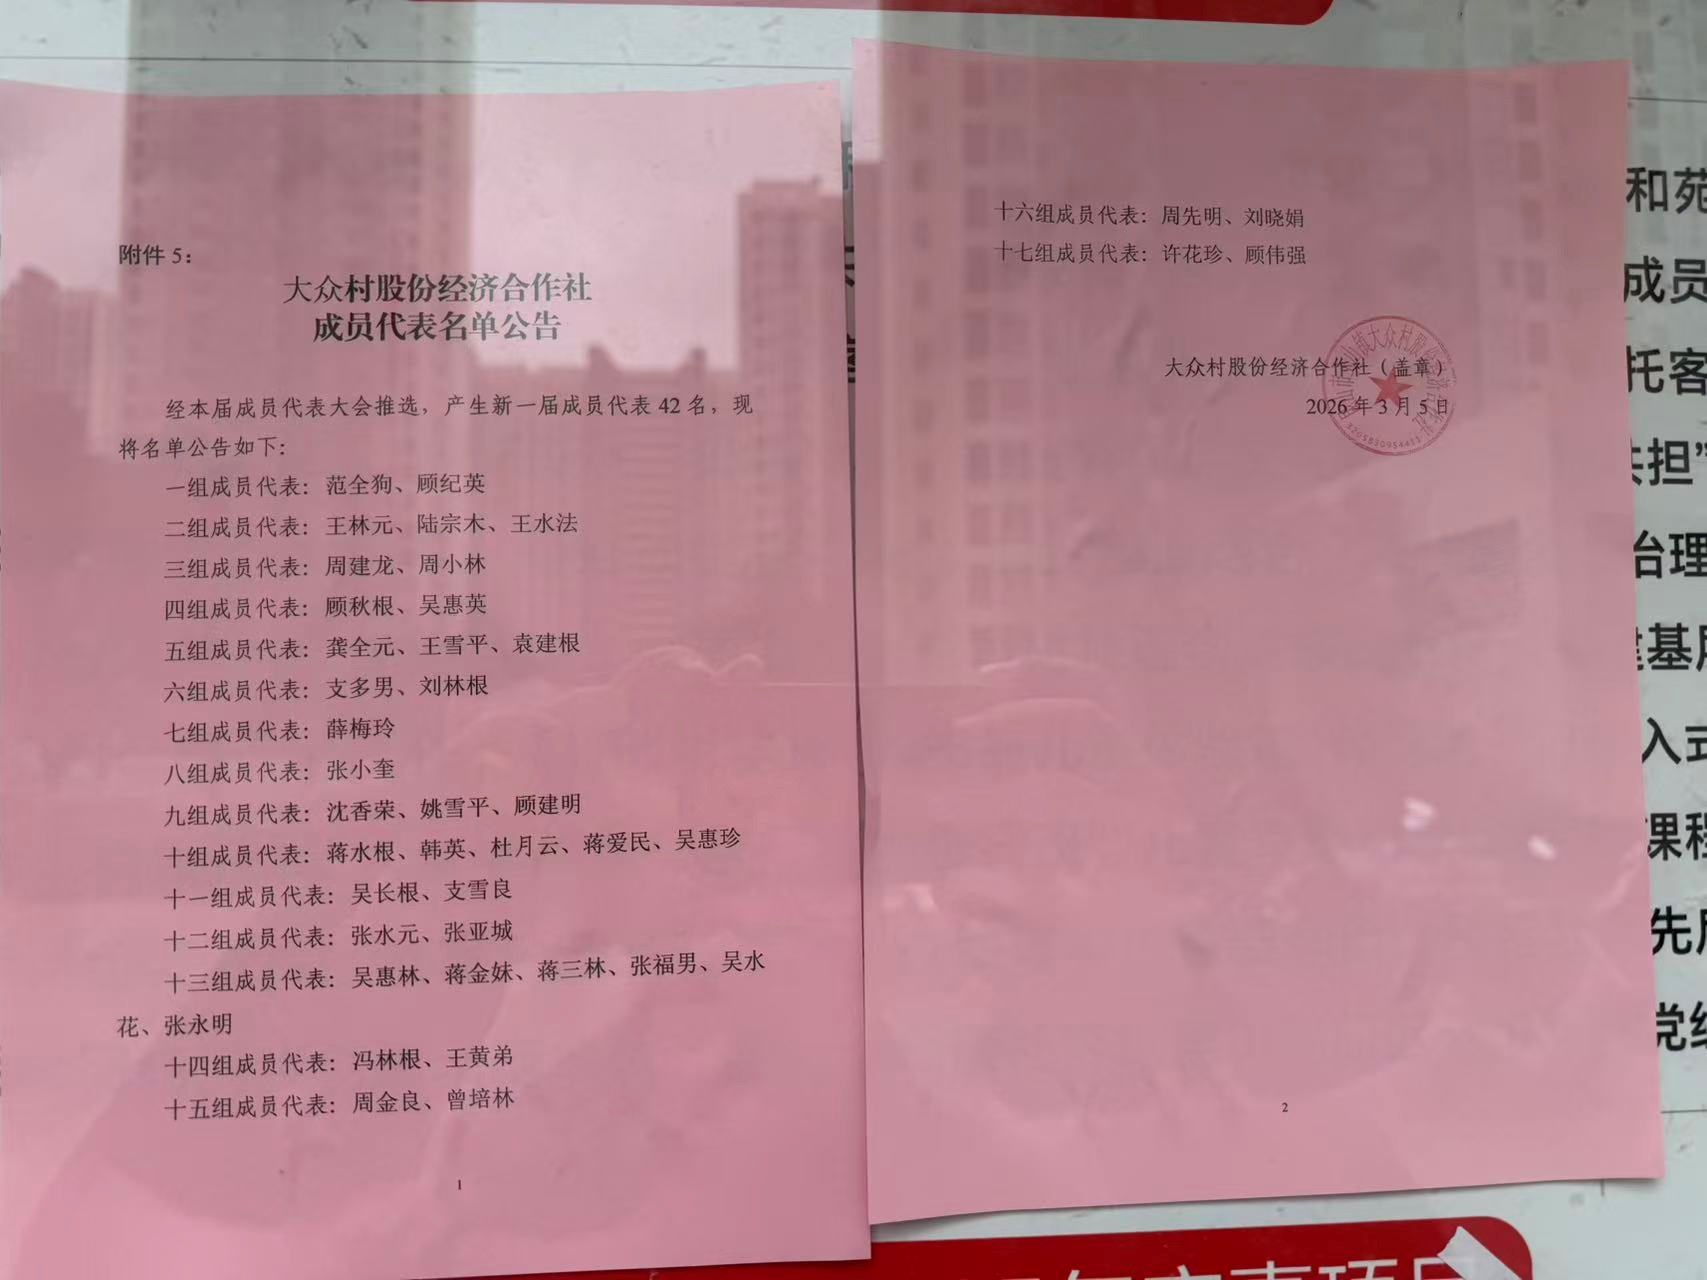 附件 5：
大众村股份经济合作社
成员代表名单公告
经本届成员代表大会推选，产生新一届成员代表 42 名，现
将名单公告如下：
一组成员代表：范全狗、顾纪英
二组成员代表：王林元、陆宗木、王水法
三组成员代表：周建龙、周小林
四组成员代表：顾秋根、吴惠英
五组成员代表：龚全元、王雪平、袁建根
六组成员代表：支多男、刘林根
七组成员代表：薛梅玲
八组成员代表：张小奎
九组成员代表：沈香荣、姚雪平、顾建明
十组成员代表：蒋水根、韩英、杜月云、蒋爱民、吴惠珍
十一组成员代表：吴长根、支雪良
十二组成员代表：张水元、张亚城
十三组成员代表：吴惠林、蒋金妹、蒋三林、张福男、吴水
花、张永明
十四组成员代表：冯林根、王黄弟
十五组成员代表：周金良、曾培林
1
十六组成员代表：周先明、刘晓娟
十七组成员代表：许花珍、顾伟强
大众村股份经济合作社（盖章）
2026 年 3 月 5 日
2
和苑
成员
托客
共担”
治理
建基
入式
课程
先
党